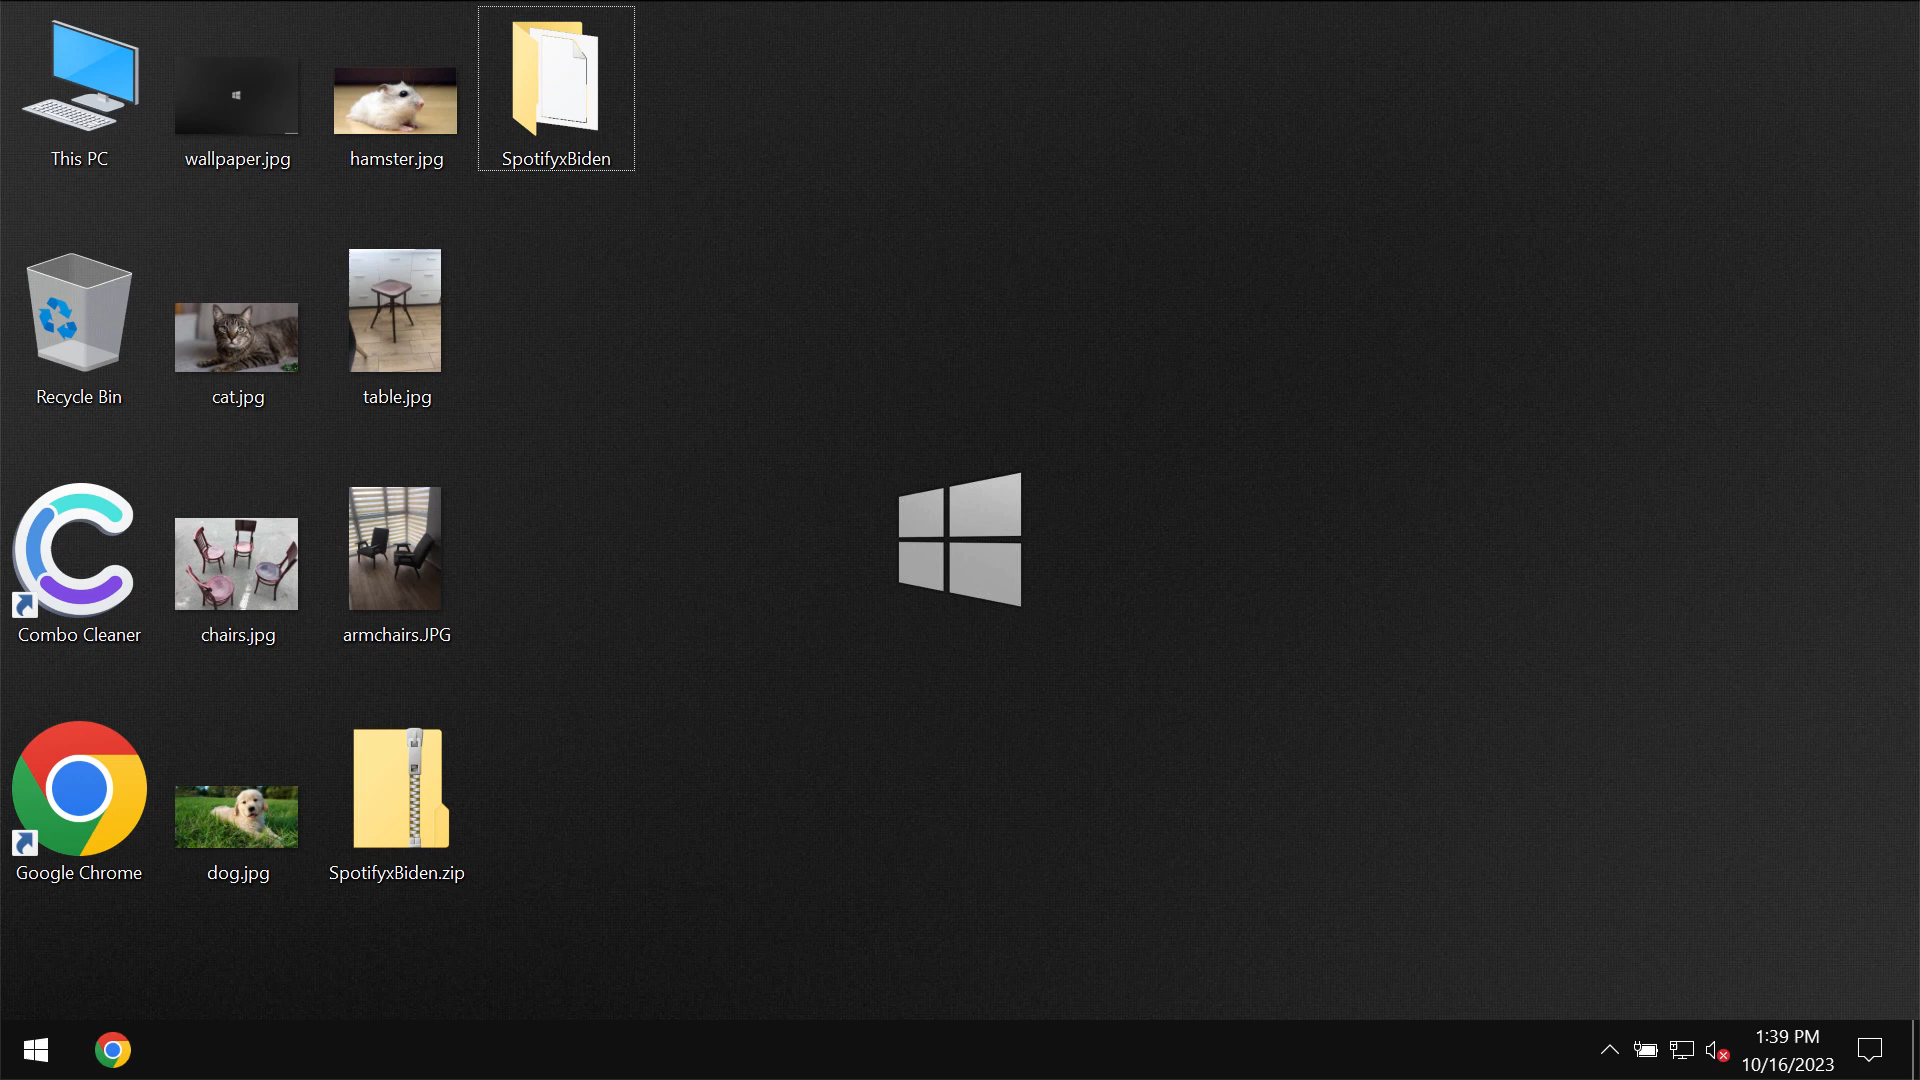 This PC
wallpaper.jpg
hamster.jpg
SpotifyxBiden
Recycle Bin
cat.jpg
table.jpg
Combo Cleaner
chairs.jpg
armchairs.JPG
Google Chrome
dog.jpg
SpotifyxBiden.zip
1:39 PM
10/16/2023